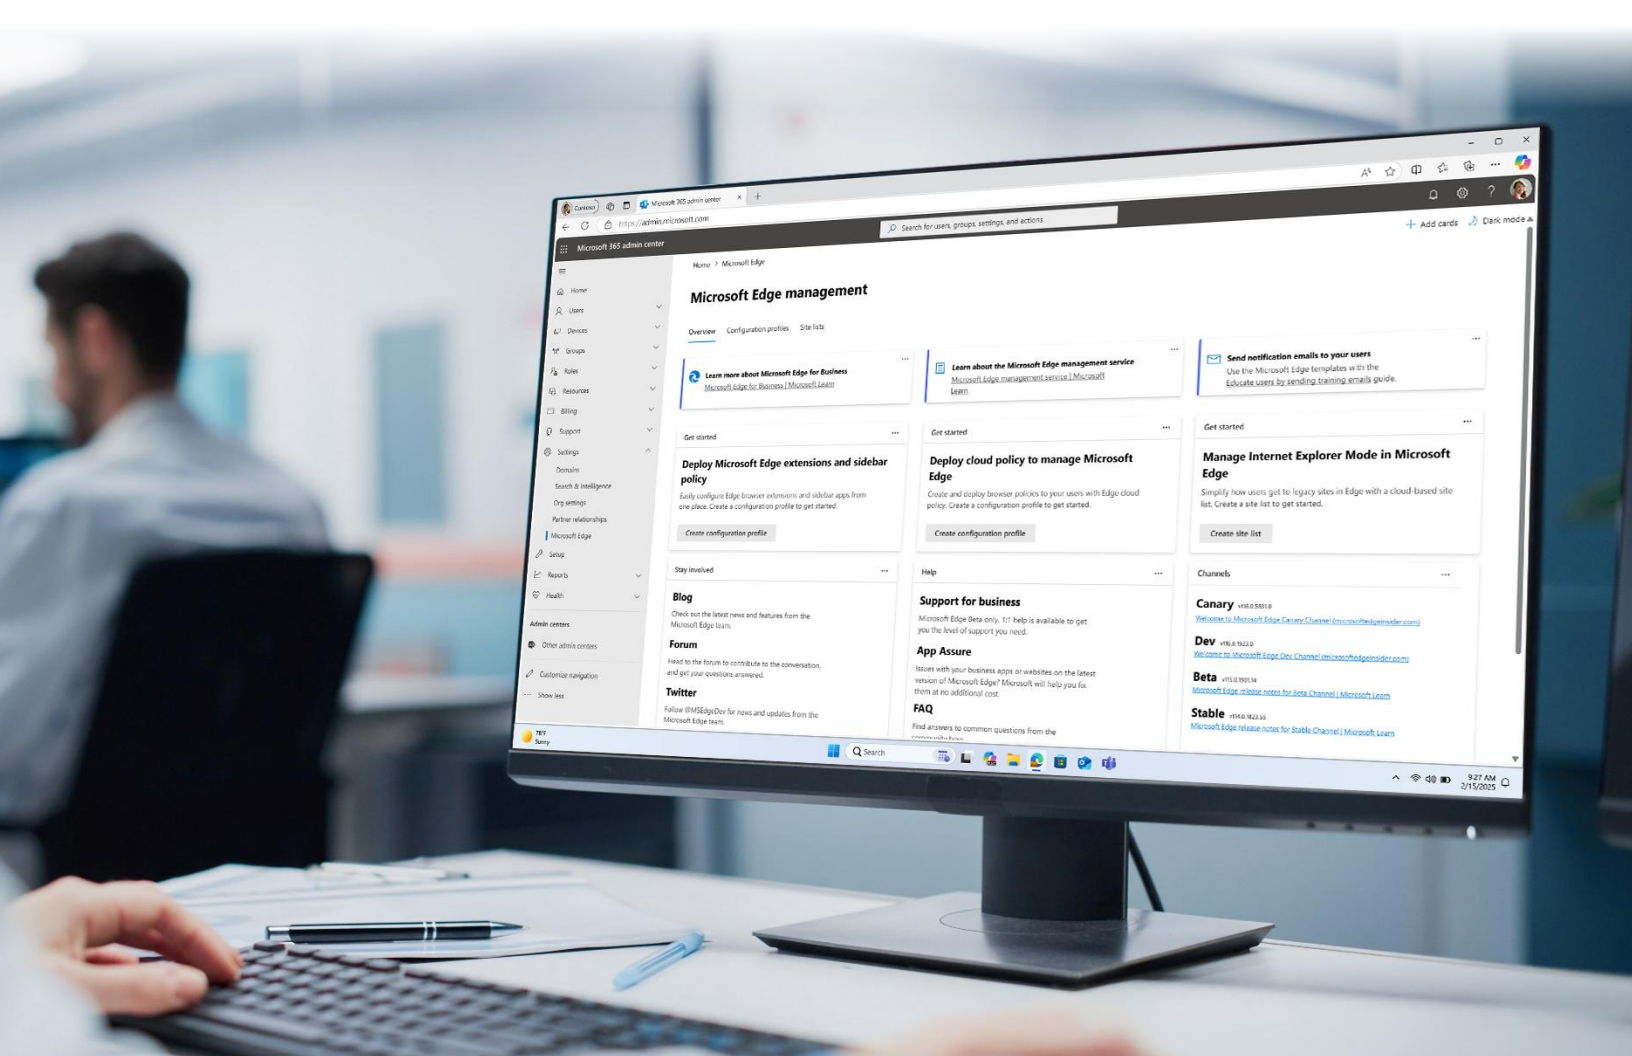 Contoso
Microsoft 365 admin center
https://admin.microsoft.com
Microsoft 365 admin center
Search for users, groups, settings, and actions
Add cards
Dark mode
Home
Users
Devices
Groups
Roles
Resources
Billing
Support
Settings
Domains
Search & intelligence
Org settings
Partner relationships
Microsoft Edge
Setup
Reports
Health
Admin centers
Other admin centers
Customize navigation
Show less
Home > Microsoft Edge
Microsoft Edge management
Overview Configuration profiles Site lists
Learn more about Microsoft Edge for Business
Microsoft Edge for Business | Microsoft Learn
Learn about the Microsoft Edge management service
Microsoft Edge management service | Microsoft
Learn
Send notification emails to your users
Use the Microsoft Edge templates with the
Educate users by sending training emails guide.
Get started
Deploy Microsoft Edge extensions and sidebar
policy
Easily configure Edge browser extensions and sidebar apps from
one place. Create a configuration profile to get started.
Create configuration profile
Get started
Deploy cloud policy to manage Microsoft
Edge
Create and deploy browser policies to your users with Edge cloud
policy. Create a configuration profile to get started.
Create configuration profile
Get started
Manage Internet Explorer Mode in Microsoft
Edge
Simplify how users get to legacy sites in Edge with a cloud-based site
list. Create a site list to get started.
Create site list
Stay involved
Blog
Check out the latest news and features from the
Microsoft Edge team.
Forum
Head to the forum to contribute to the conversation,
and get your questions answered.
Twitter
Follow @MSEdgeDev for news and updates from the
Microsoft Edge team.
Help
Support for business
Microsoft Edge Beta only. 1:1 help is available to get
you the level of support you need.
App Assure
Issues with your business apps or websites on the latest
version of Microsoft Edge? Microsoft will help you fix
them at no additional cost.
FAQ
Find answers to common questions from the
Channels
Canary v116.0.5831.0
Welcome to Microsoft Edge Canary Channel (microsoftedgeinsider.com)
Dev v116.0.1922.0
Welcome to Microsoft Edge Dev Channel (microsoftedgeinsider.com)
Beta v115.0.1901.14
Microsoft Edge release notes for Beta Channel | Microsoft Learn
Stable v114.0.1823.55
Microsoft Edge release notes for Stable Channel | Microsoft Learn
78°F
Sunny
Search
9:27 AM
2/15/2025